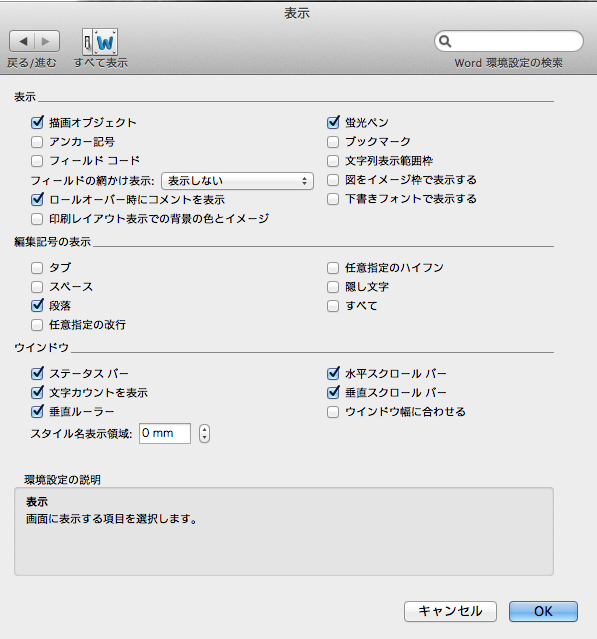 表示
戻る/進む
すべて表示
Word 環境設定の検索
表示
描画オブジェクト
蛍光ペン
アンカー記号
ブックマーク
フィールド コード
文字列表示範囲枠
フィールドの網かけ表示: 表示しない
図をイメージ枠で表示する
ロールオーバー時にコメントを表示
下書きフォントで表示する
印刷レイアウト表示での背景の色とイメージ
編集記号の表示
タブ
任意指定のハイフン
スペース
隠し文字
段落
すべて
任意指定の改行
ウインドウ
ステータス バー
水平スクロール バー
文字カウントを表示
垂直スクロール バー
垂直ルーラー
ウインドウ幅に合わせる
スタイル名表示領域: 0 mm
環境設定の説明
表示
画面に表示する項目を選択します。
キャンセル
OK